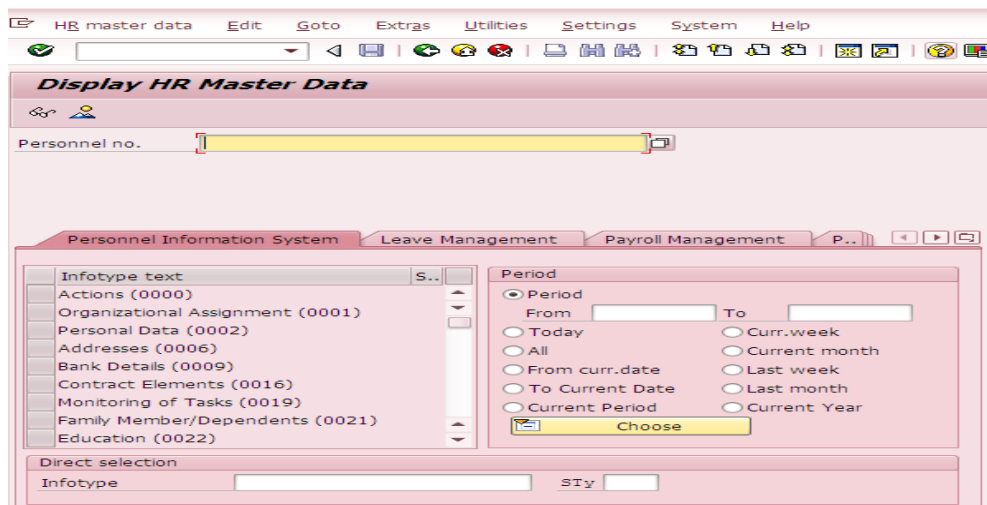 HR master data Edit Goto Extras Utilities Settings System Help
Display HR Master Data
Personnel no.
Personnel Information System Leave Management Payroll Management P..
Infotype text S..
Actions (0000)
Organizational Assignment (0001)
Personal Data (0002)
Addresses (0006)
Bank Details (0009)
Contract Elements (0016)
Monitoring of Tasks (0019)
Family Member/Dependents (0021)
Education (0022)
Period
Period
From To
Today Curr.week
All Current month
From curr.date Last week
To Current Date Last month
Current Period Current Year
Choose
Direct selection
Infotype STy